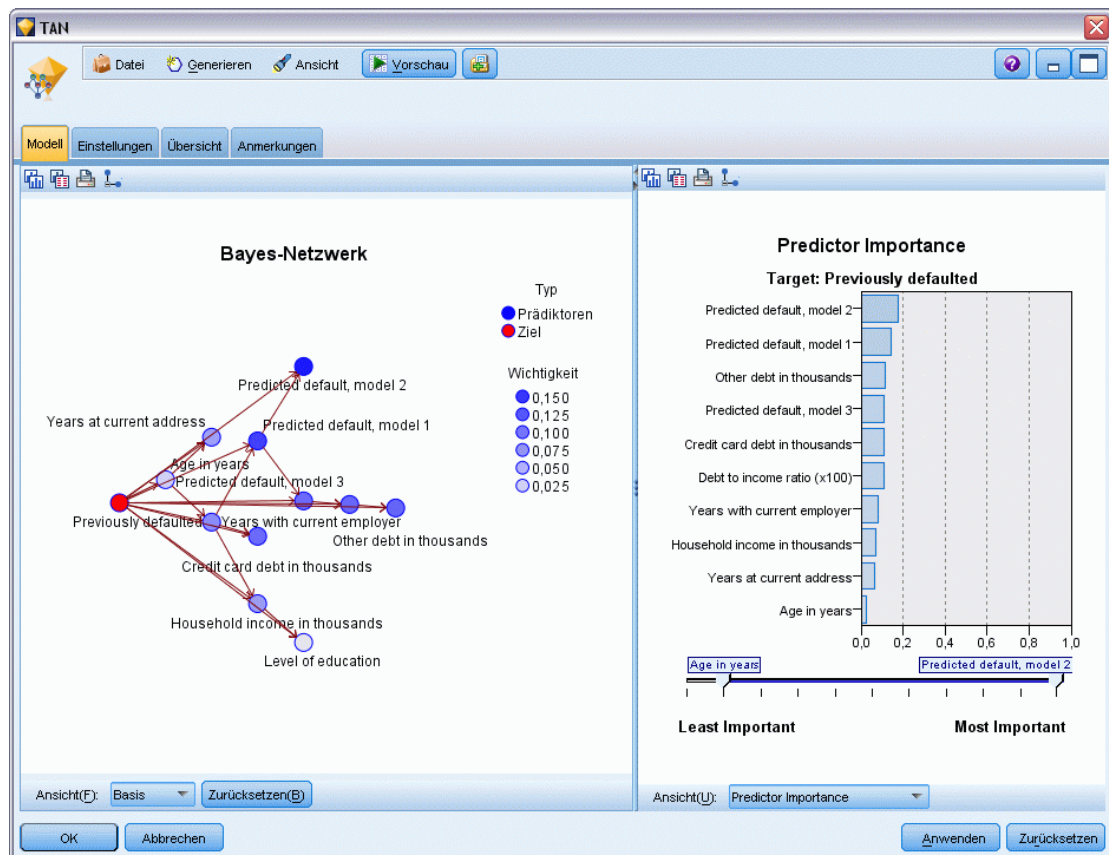 TAN
Datei Generieren Ansicht Vorschau
Modell Einstellungen Übersicht Anmerkungen
Bayes-Netzwerk
Typ
Prädiktoren
Ziel
Wichtigkeit
0,150
0,125
0,100
0,075
0,050
0,025
Predicted default, model 2
Years at current address
Predicted default, model 1
Age in years
Predicted default, model 3
Previously defaulted
Years with current employer
Other debt in thousands
Credit card debt in thousands
Household income in thousands
Level of education
Ansicht(F): Basis Zurücksetzen(B)
Predictor Importance
Target: Previously defaulted
Predicted default, model 2
Predicted default, model 1
Other debt in thousands
Predicted default, model 3
Credit card debt in thousands
Debt to income ratio (x100)
Years with current employer
Household income in thousands
Years at current address
Age in years
0,0 0,2 0,4 0,6 0,8 1,0
Age in years Predicted default, model 2
Least Important Most Important
Ansicht(U): Predictor Importance
OK Abbrechen Anwenden Zurücksetzen